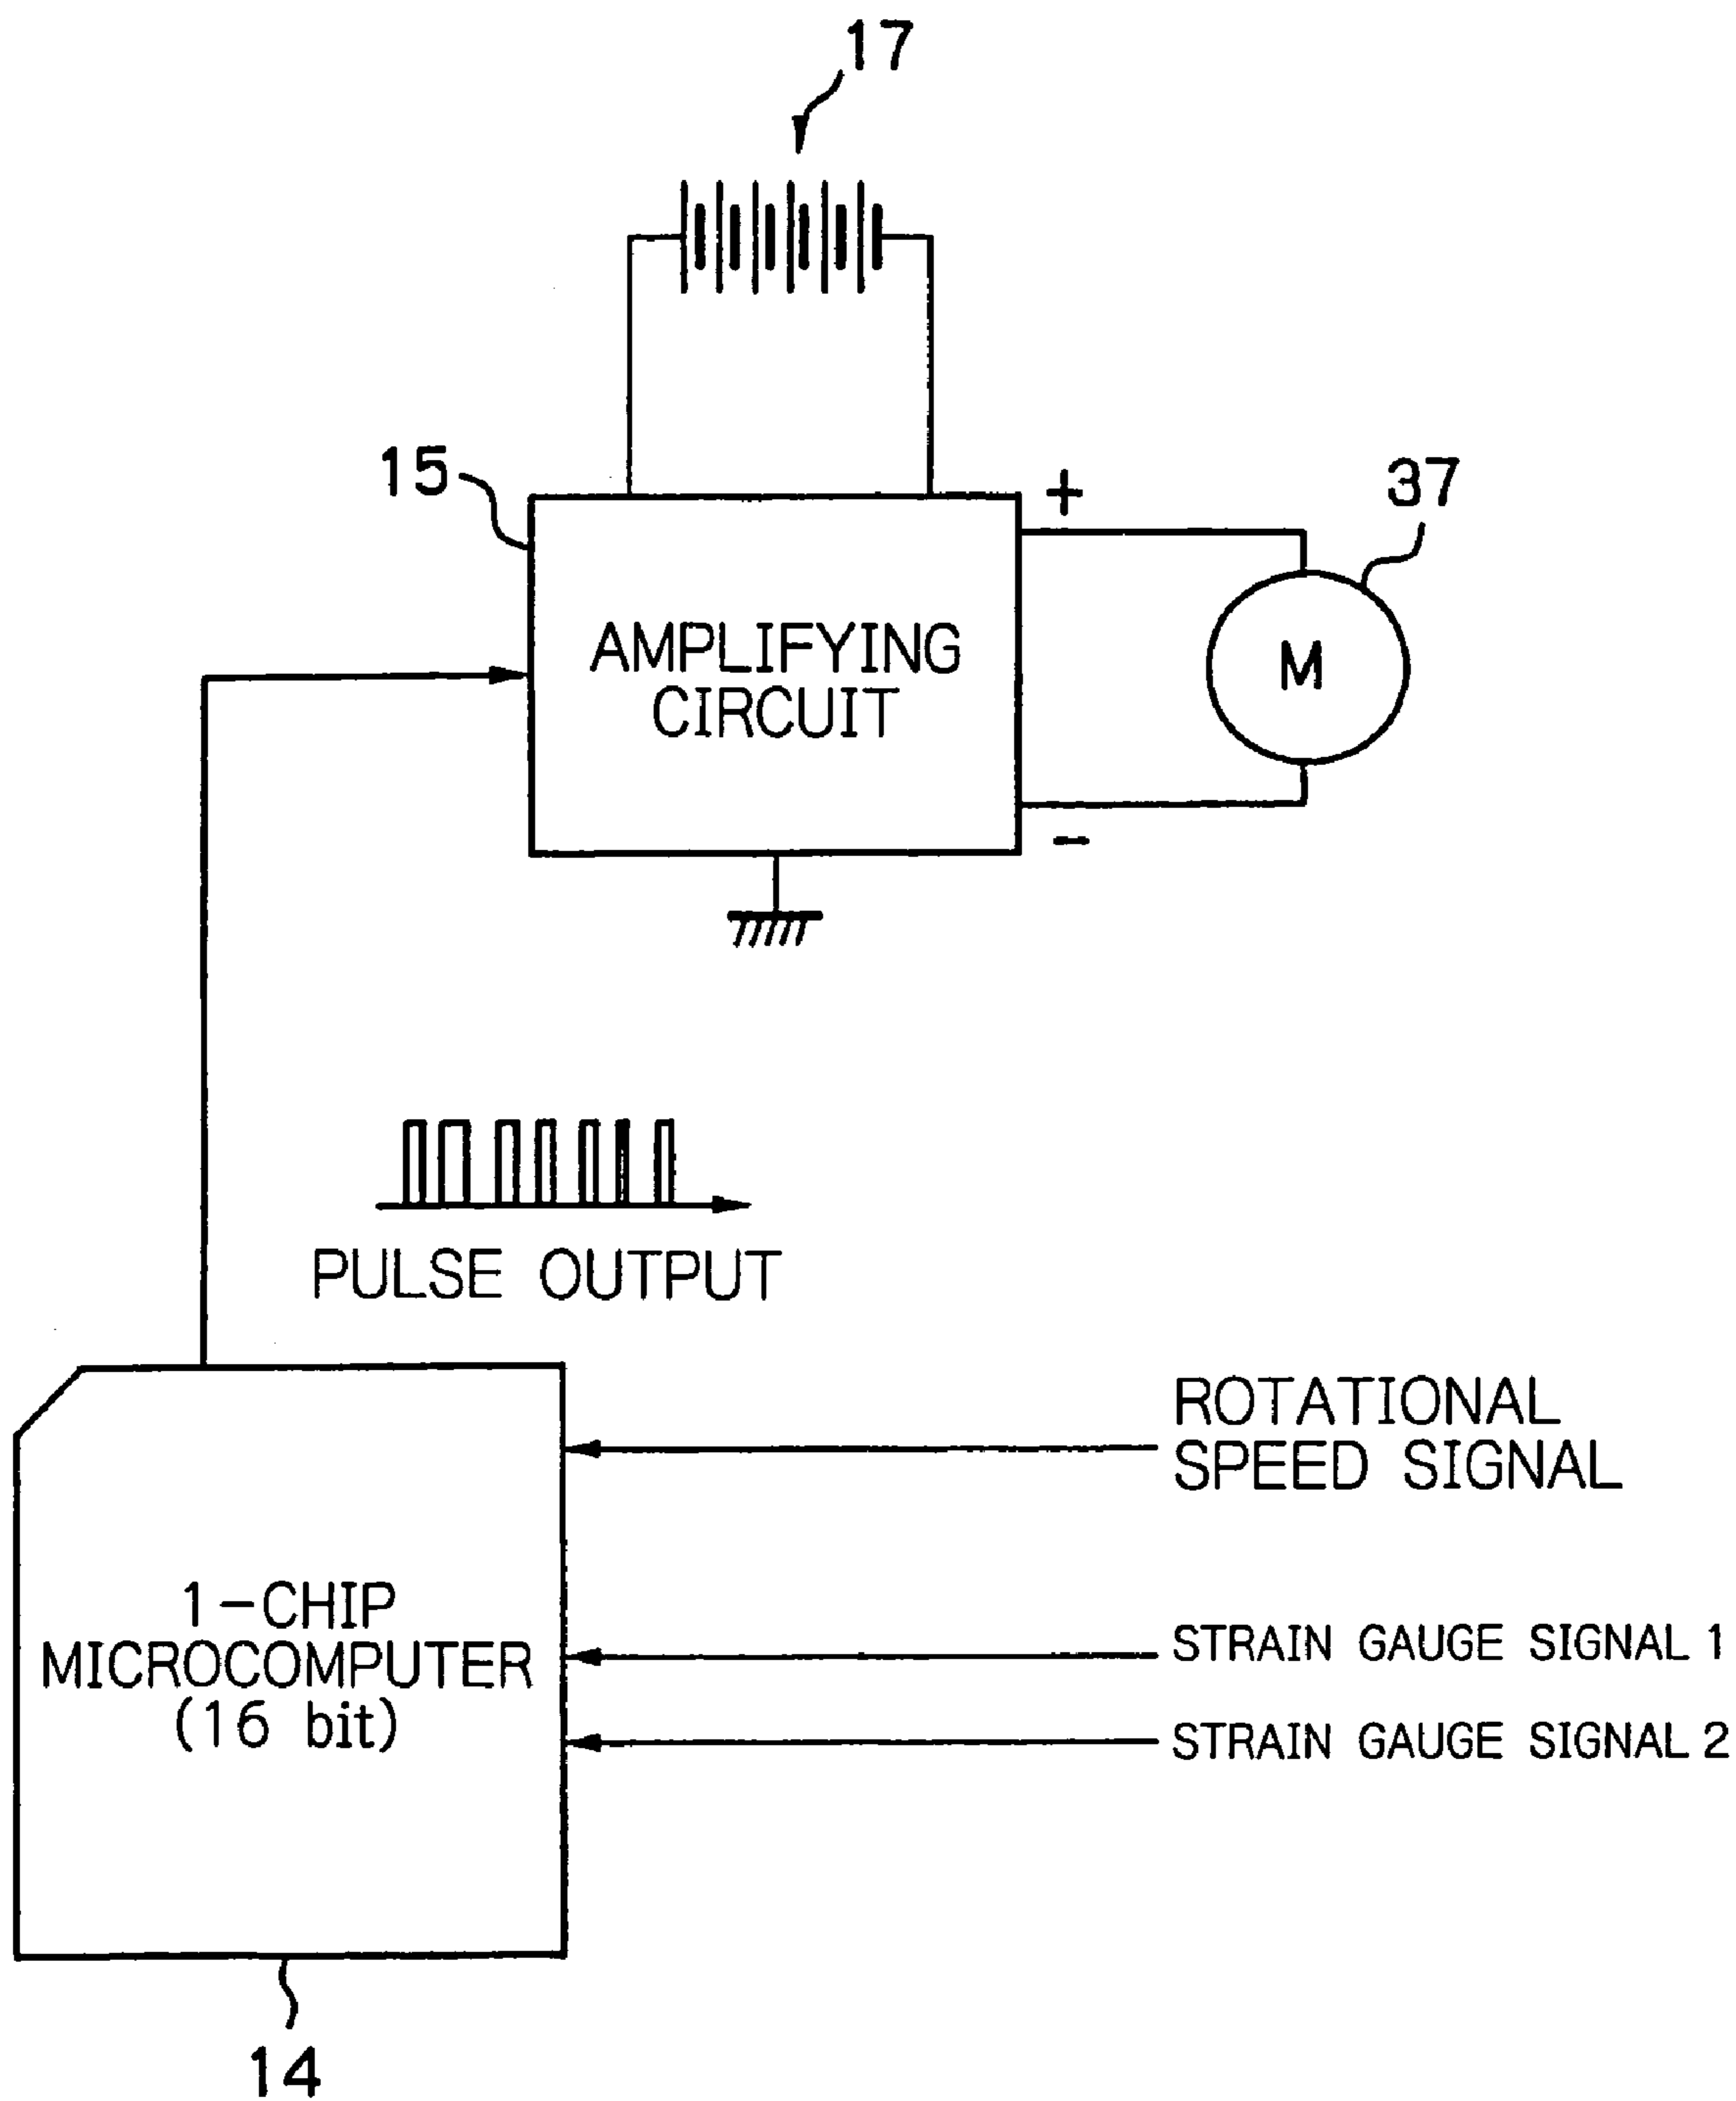 17
15
37
+
AMPLIFYING
CIRCUIT
M
-
PULSE OUTPUT
ROTATIONAL
SPEED SIGNAL
1-CHIP
MICROCOMPUTER
(16 bit)
STRAIN GAUGE SIGNAL 1
STRAIN GAUGE SIGNAL 2
14